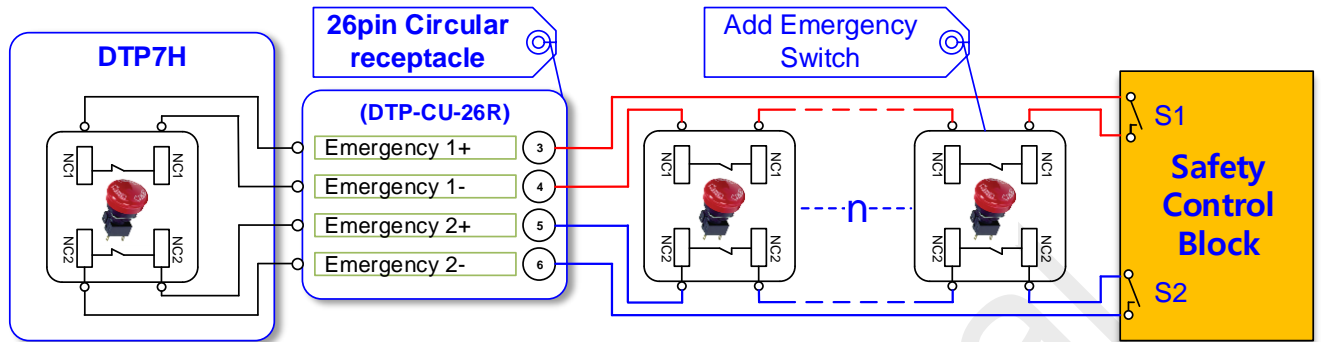 DTP7H
NC1
NC1
NC2
NC2
26pin Circular
receptacle
(DTP-CU-26R)
Emergency 1+
3
Emergency 1-
4
Emergency 2+
5
Emergency 2-
6
Add Emergency
Switch
NC1
NC1
NC2
NC2
n
NC1
NC1
NC2
NC2
S1
Safety
Control
Block
S2